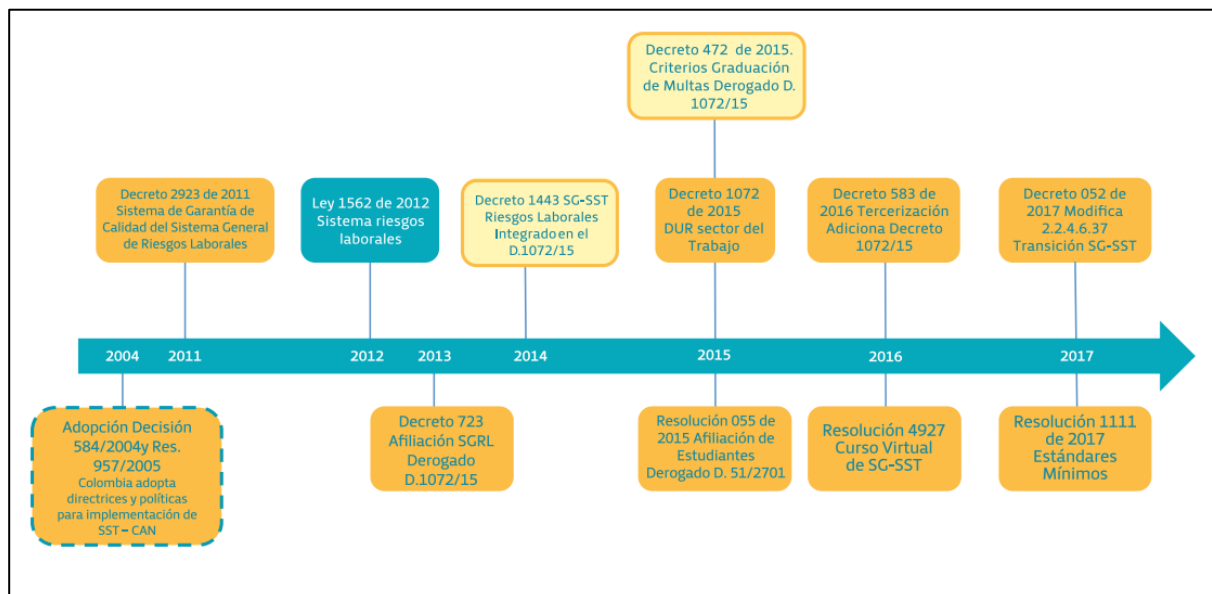 Decreto 472 de 2015.
Criterios Graduación
de Multas Derogado D.
1072/15
Decreto 2923 de 2011
Sistema de Garantía de
Calidad del Sistema General
de Riesgos Laborales
Ley 1562 de 2012
Sistema riesgos
laborales
Decreto 1443 SG-SST
Riesgos Laborales
Integrado en el
D.1072/15
Decreto 1072
de 2015
DUR sector del
Trabajo
Decreto 583 de
2016 Tercerización
Adiciona Decreto
1072/15
Decreto 052 de
2017 Modifica
2.2.4.6.37
Transición SG-SST
2004 2011 2012 2013 2014 2015 2016 2017
Adopción Decisión
584/2004y Res.
957/2005
Colombia adopta
directrices y políticas
para implementación de
SST – CAN
Decreto 723
Afiliación SGRL
Derogado
D.1072/15
Resolución 055 de
2015 Afiliación de
Estudiantes
Derogado D. 51/2701
Resolución 4927
Curso Virtual
de SG-SST
Resolución 1111
de 2017
Estándares
Mínimos